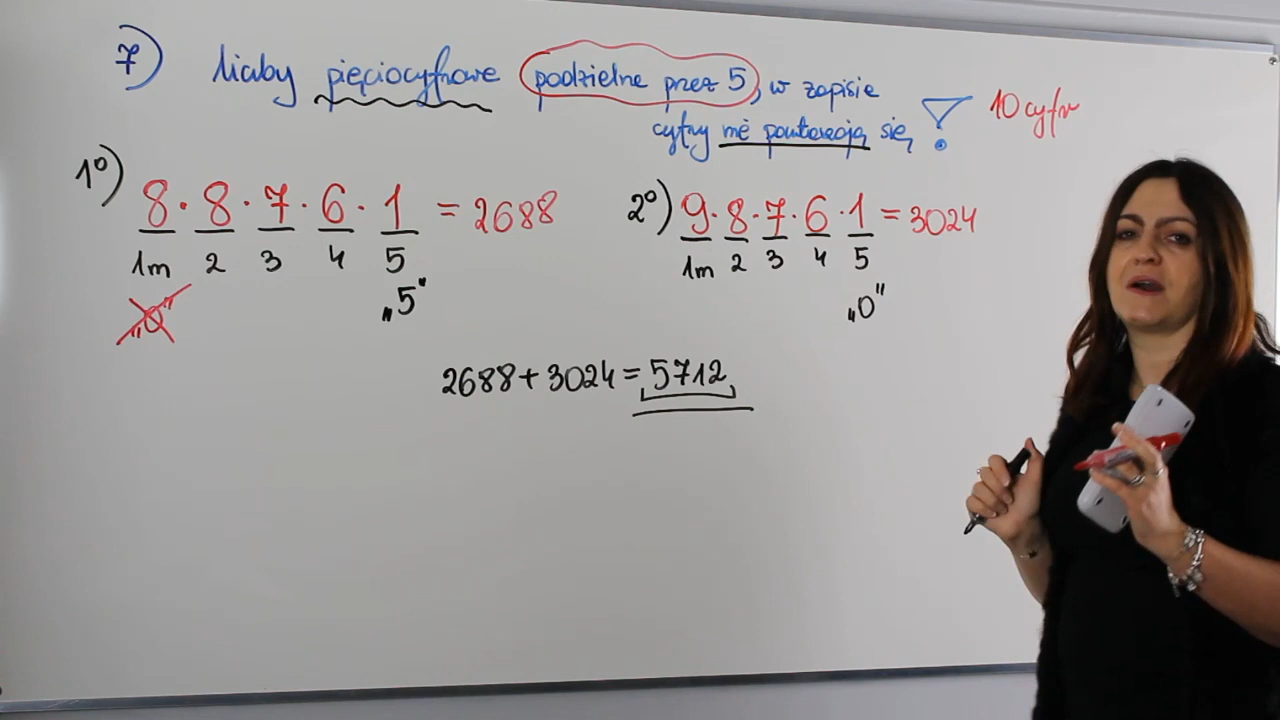 7) liczby pięciocyfrowe podzielne przez 5, w zapisie
cyfry nie powtarzają się ! 10 cyfr
1º) 8 · 8 · 7 · 6 · 1 = 2688
1m 2 3 4 5
„0” „5”
2º) 9 · 8 · 7 · 6 · 1 = 3024
1m 2 3 4 5
„0”
2688 + 3024 = 5712